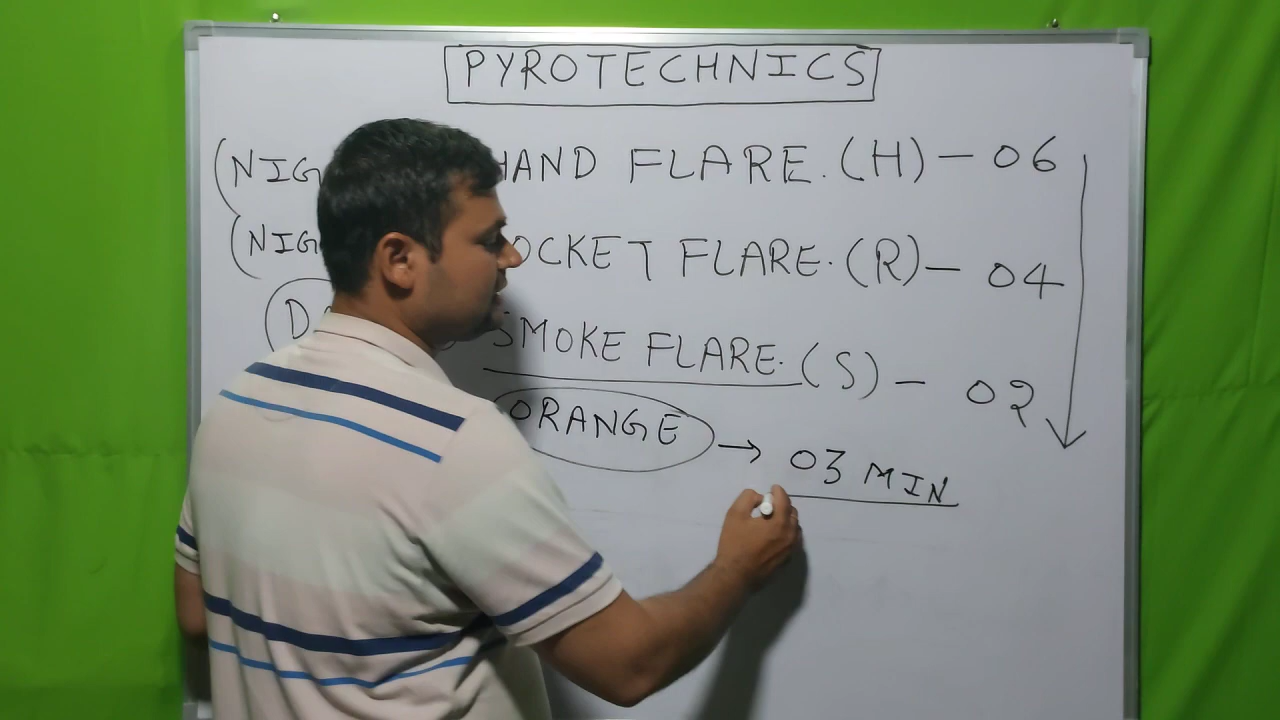 PYROTECHNICS
(NIG HAND FLARE. (H) - 06
(NIG OCKET FLARE. (R) - 04
D SMOKE FLARE. (S) - 02
ORANGE → 03 MIN